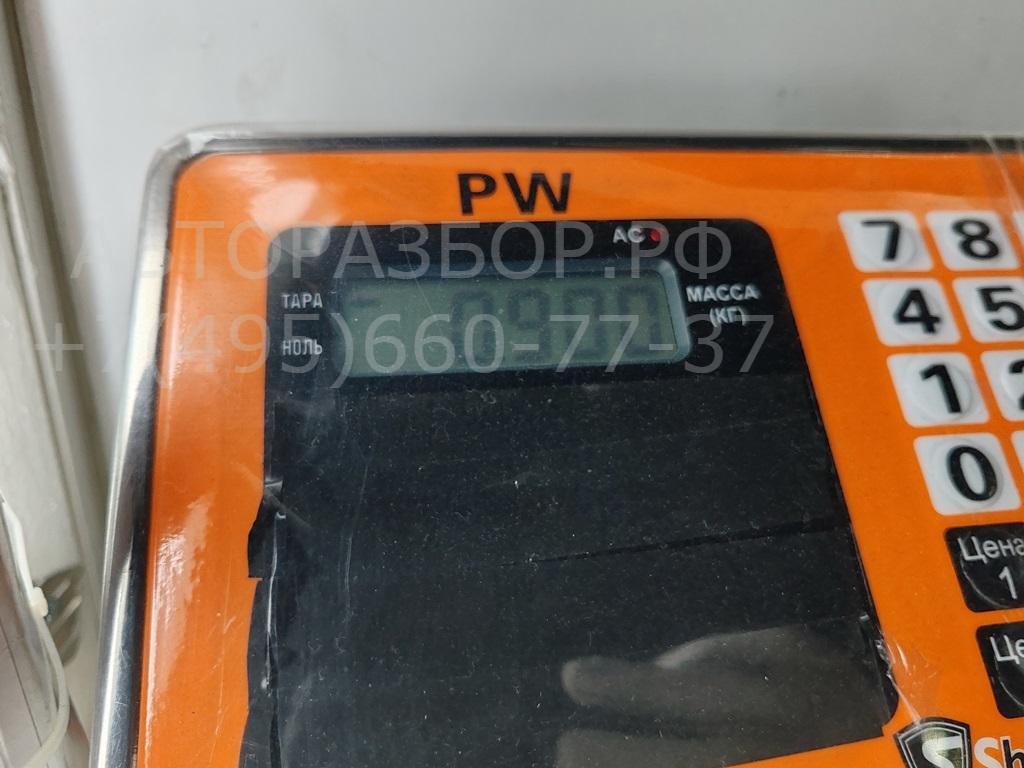 PW
AC
АВТОРАЗБОР.РФ
ТАРА
МАССА
(КГ)
НОЛЬ
+7(495)660-77-37
7 8
4 5
1 2
0
Цена
1